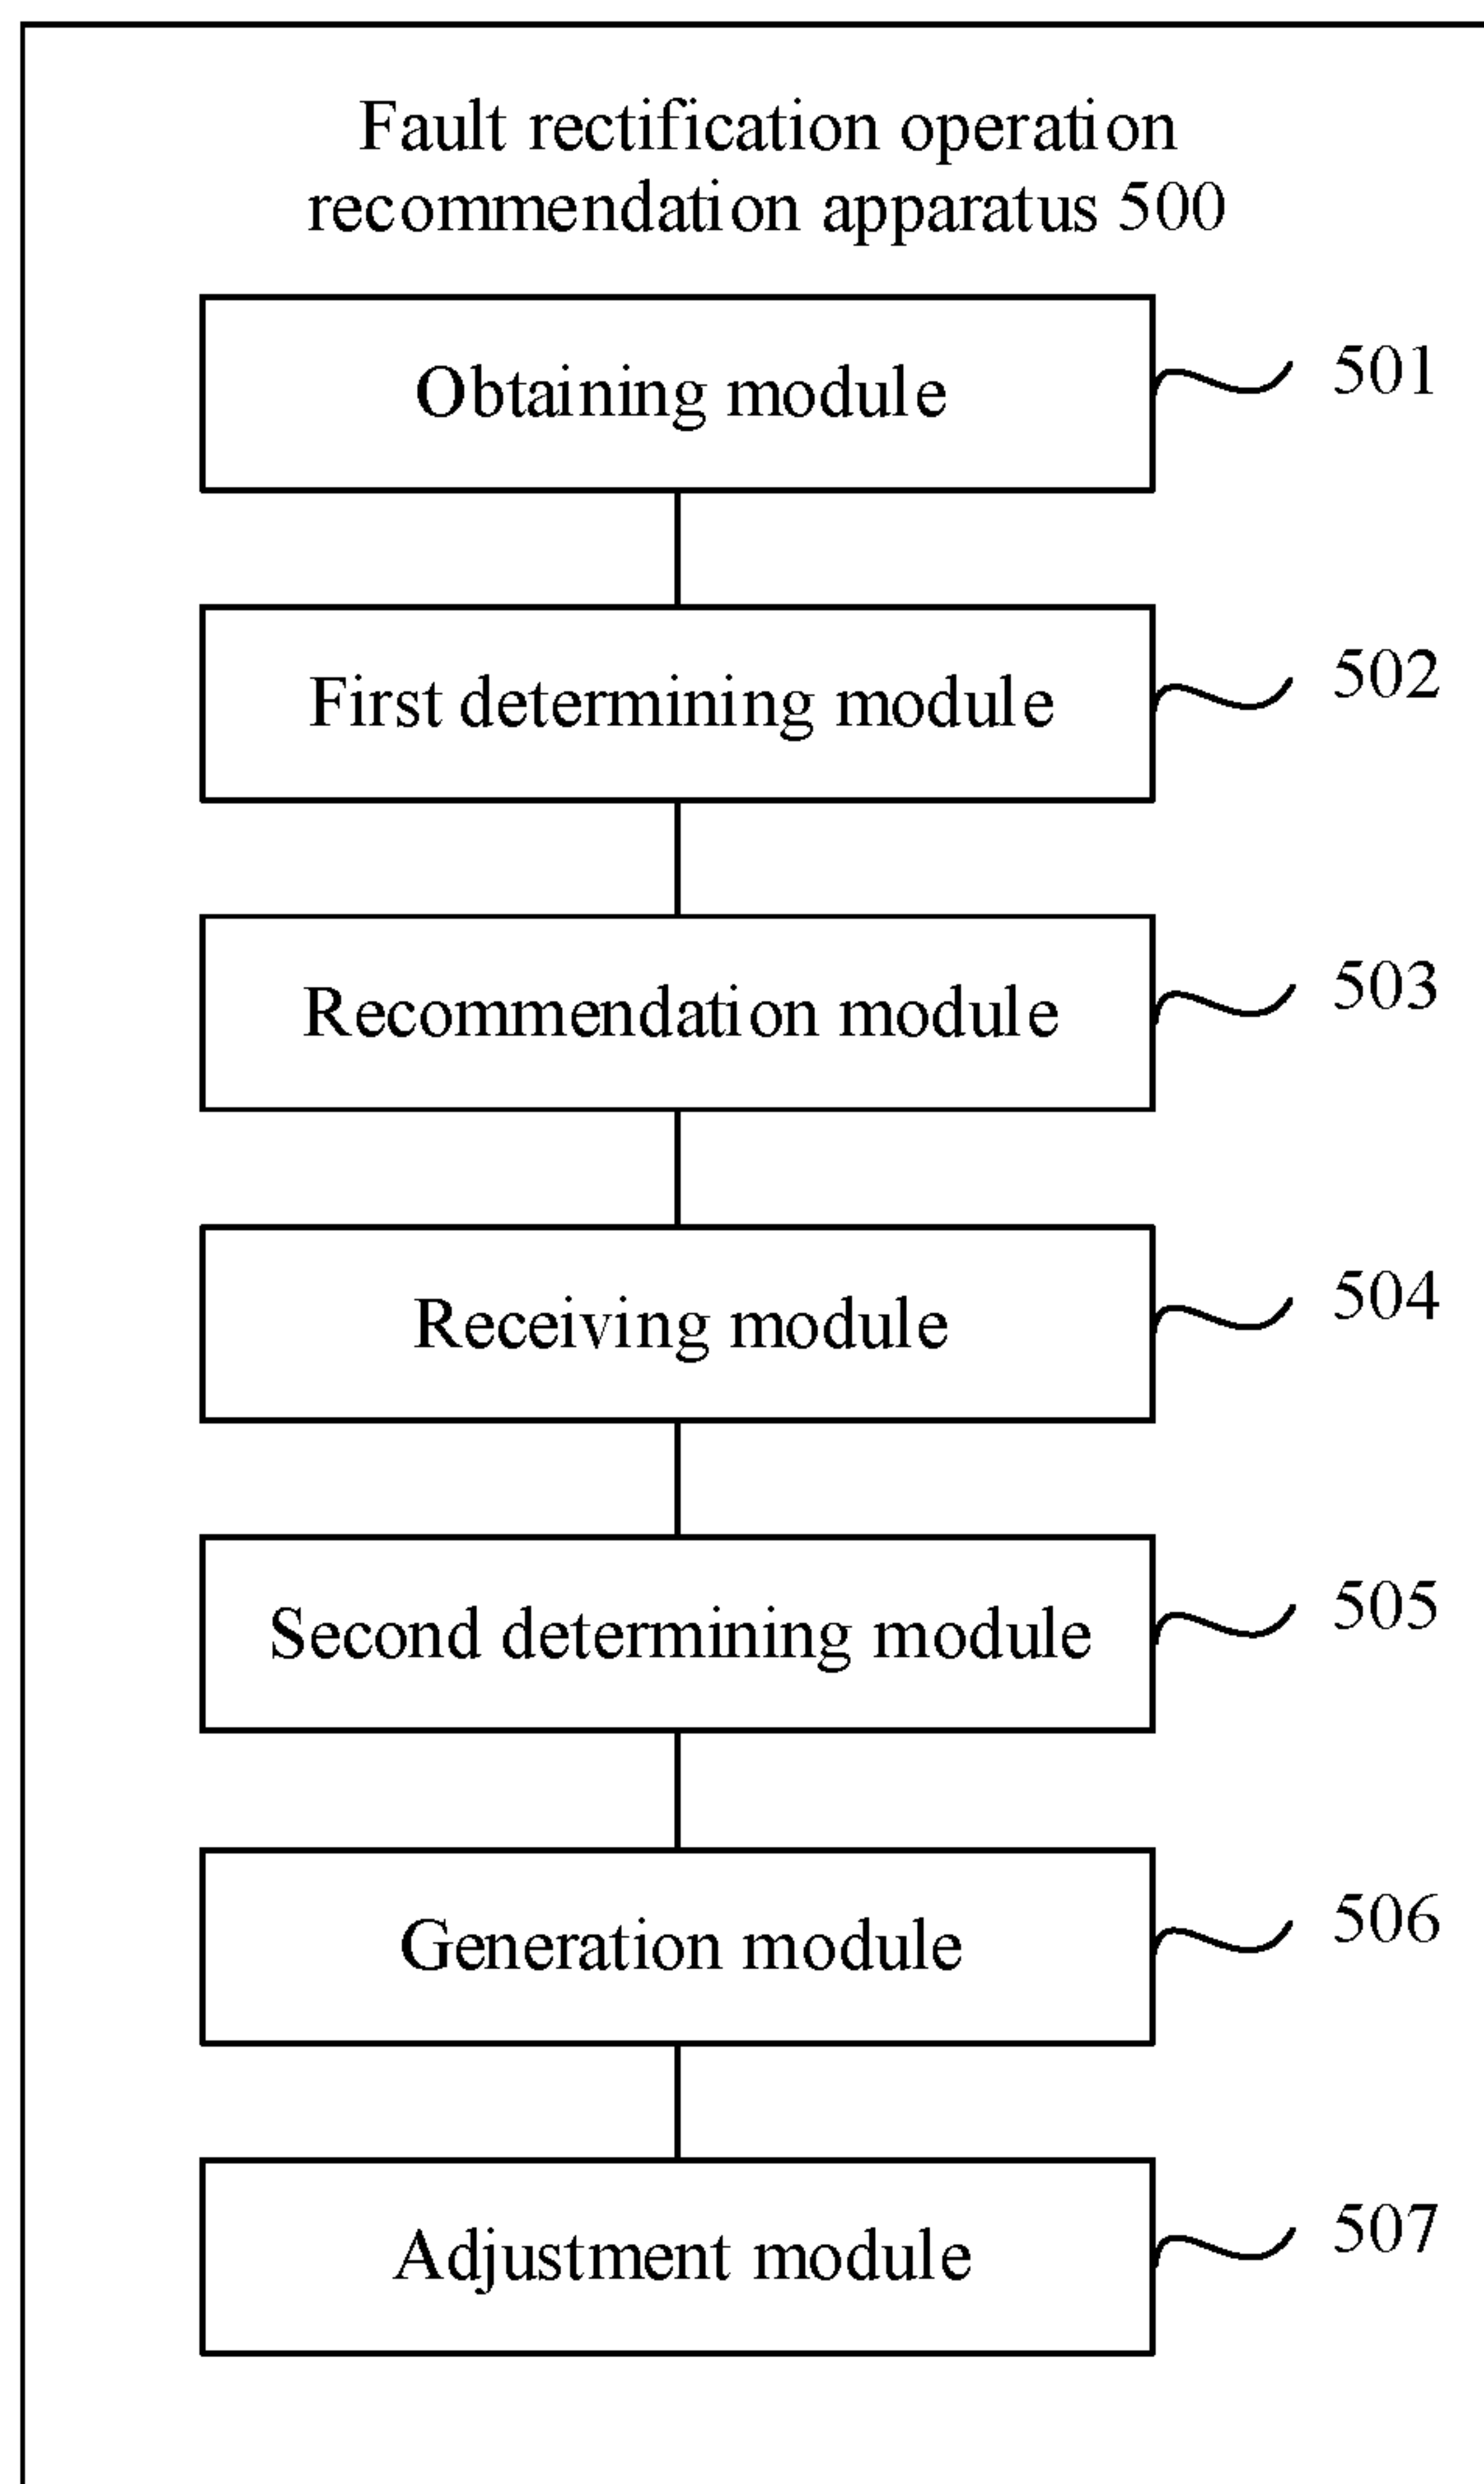 Fault rectification operation
recommendation apparatus 500
Obtaining module
501
First determining module
502
Recommendation module
503
Receiving module
504
Second determining module
505
Generation module
506
Adjustment module
507